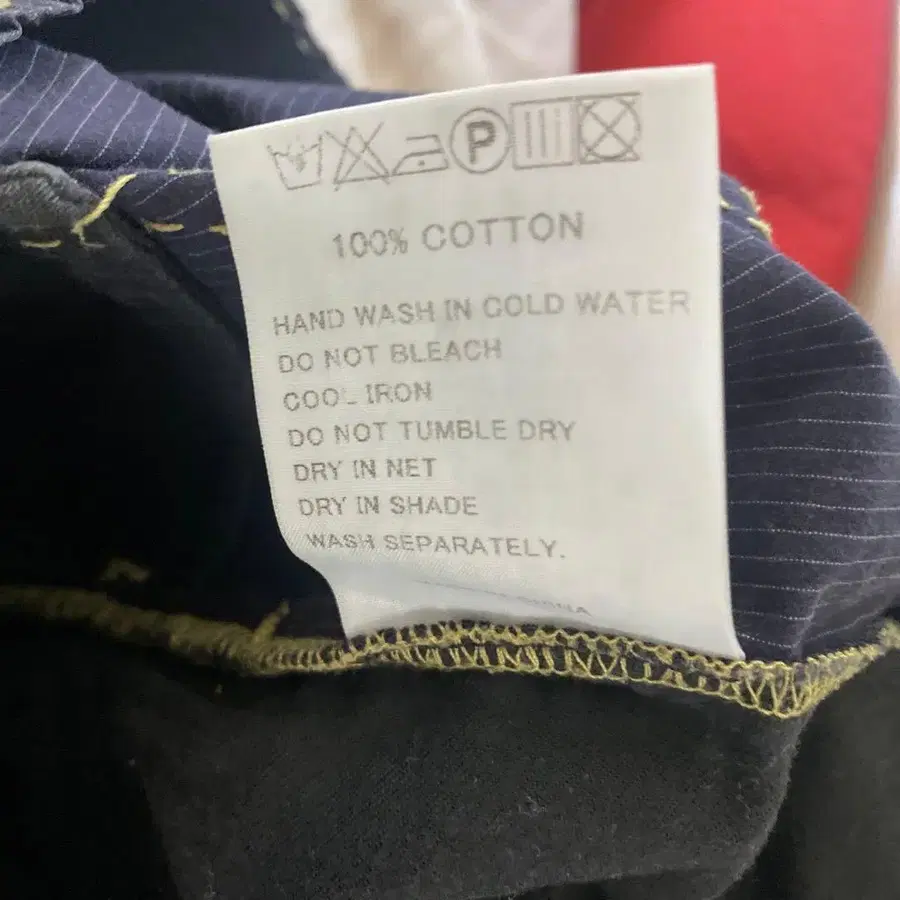 P
100% COTTON
HAND WASH IN COLD WATER
DO NOT BLEACH
COOL IRON
DO NOT TUMBLE DRY
DRY IN NET
DRY IN SHADE
WASH SEPARATELY.